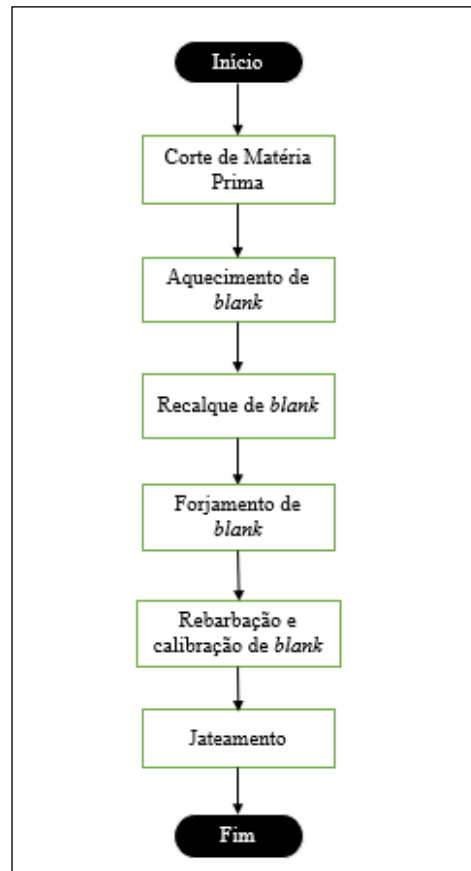 Início
Corte de Matéria
Prima
Aquecimento de
blank
Recalque de blank
Forjamento de
blank
Rebarbação e
calibração de blank
Jateamento
Fim